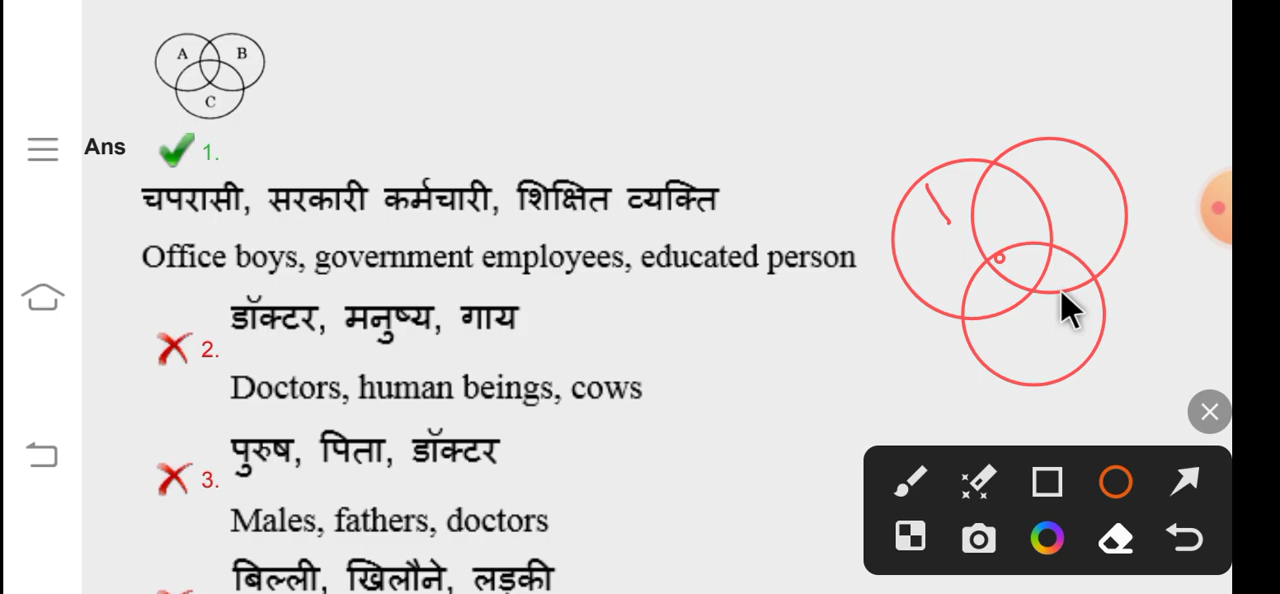 A B
C
Ans 1.
चपरासी, सरकारी कर्मचारी, शिक्षित व्यक्ति
Office boys, government employees, educated person
डॉक्टर, मनुष्य, गाय
2.
Doctors, human beings, cows
पुरुष, पिता, डॉक्टर
3.
Males, fathers, doctors
बिल्ली, खिलौने, लड़की